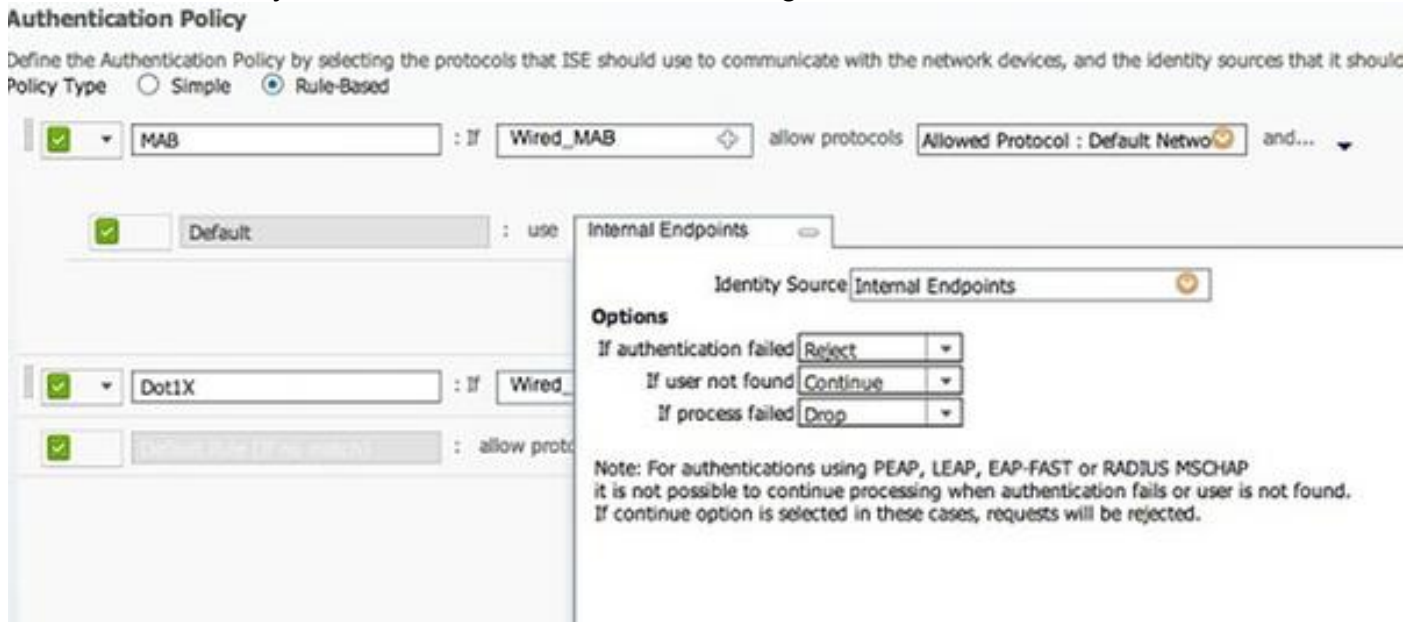 Authentication Policy
Define the Authentication Policy by selecting the protocols that ISE should use to communicate with the network devices, and the identity sources that it should
Policy Type Simple Rule-Based
MAB : If Wired_MAB allow protocols Allowed Protocol : Default Netwo and...
Default : use Internal Endpoints
Identity Source Internal Endpoints
Options
If authentication failed Reject
If user not found Continue
If process failed Drop
Dot1X : If Wired_
: allow proto
Note: For authentications using PEAP, LEAP, EAP-FAST or RADIUS MSCHAP
it is not possible to continue processing when authentication fails or user is not found.
If continue option is selected in these cases, requests will be rejected.